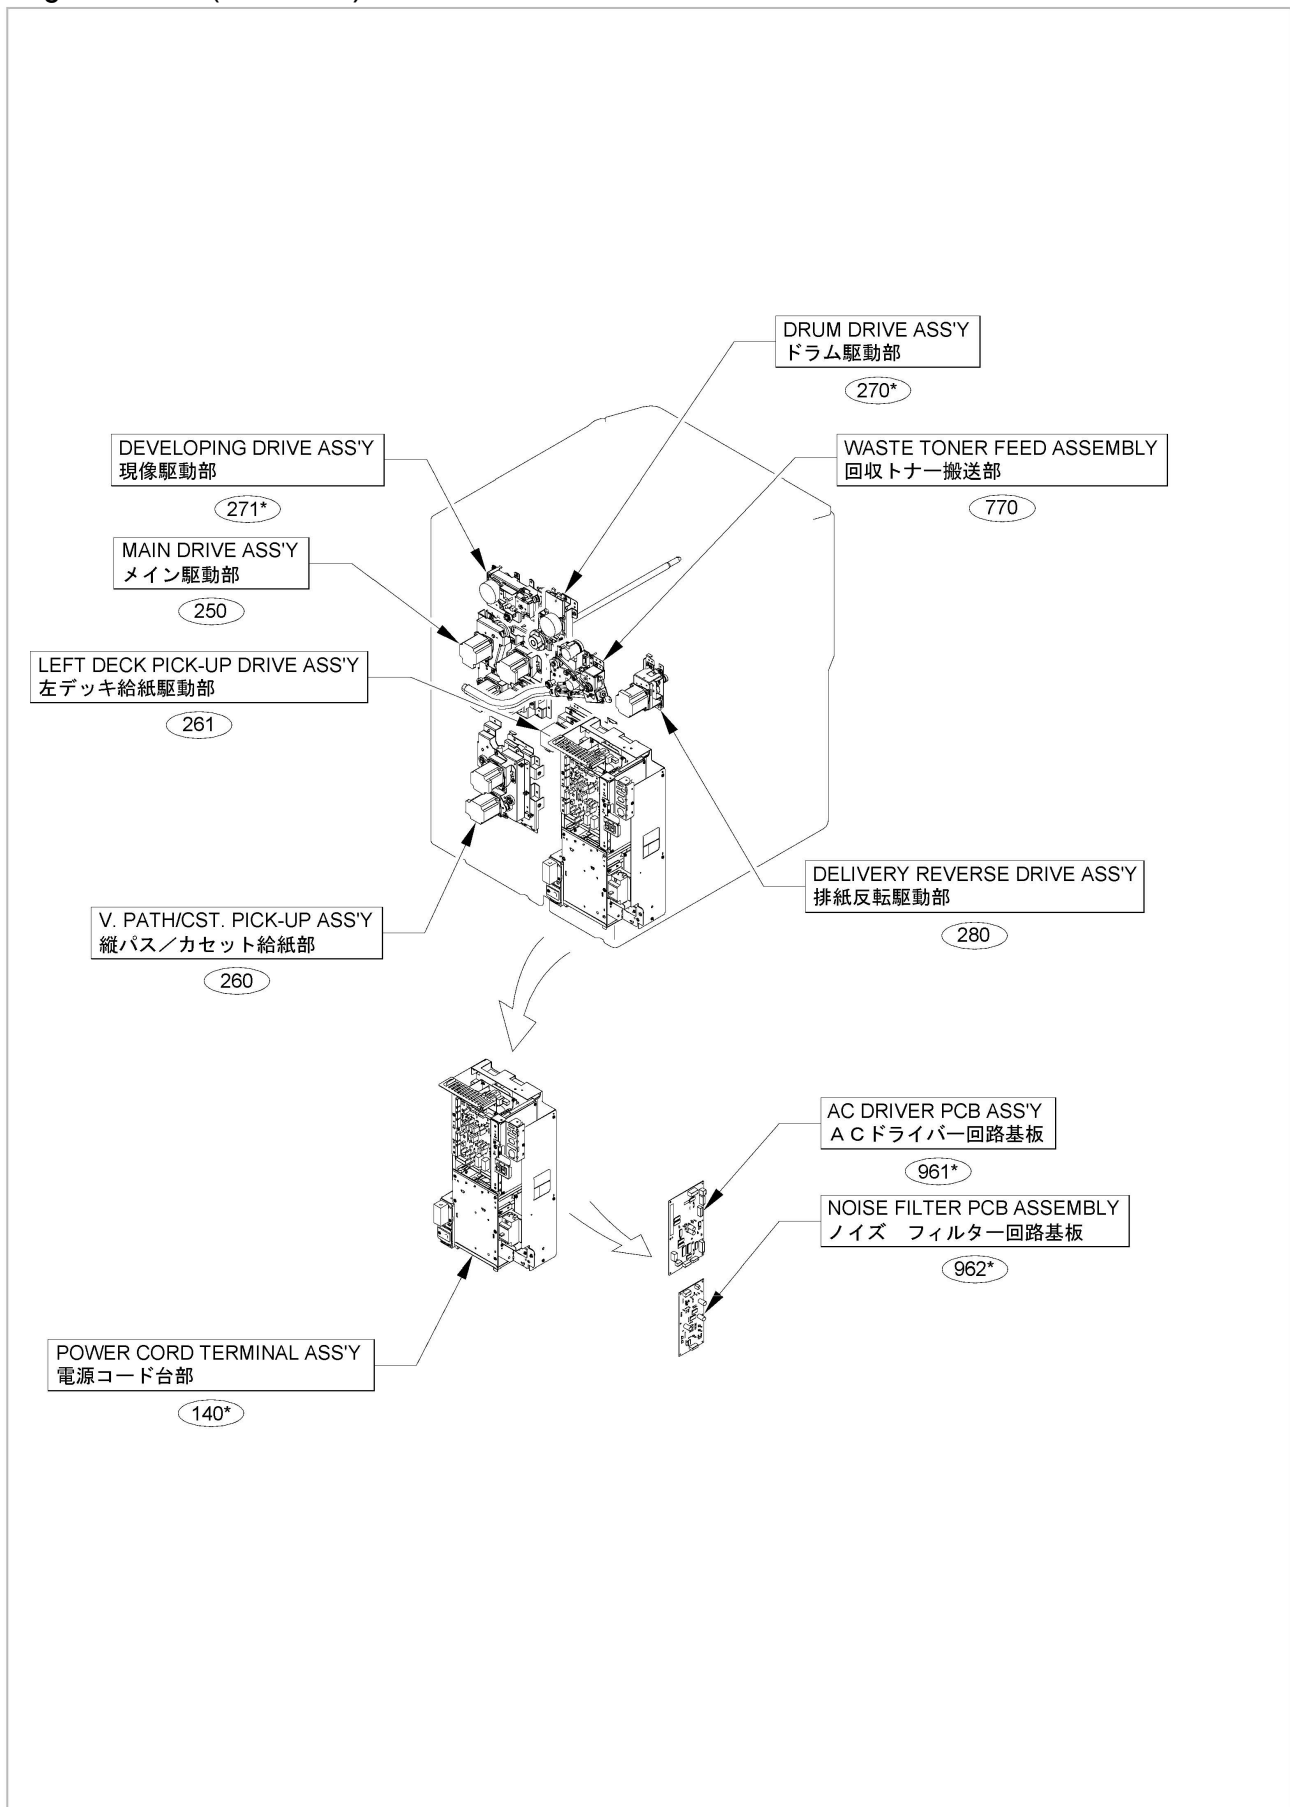 DRUM DRIVE ASS'Y
ドラム駆動部
270*
DEVELOPING DRIVE ASS'Y
現像駆動部
271*
WASTE TONER FEED ASSEMBLY
回収トナー搬送部
770
MAIN DRIVE ASS'Y
メイン駆動部
250
LEFT DECK PICK-UP DRIVE ASS'Y
左デッキ給紙駆動部
261
DELIVERY REVERSE DRIVE ASS'Y
排紙反転駆動部
280
V. PATH/CST. PICK-UP ASS'Y
縦パス／カセット給紙部
260
AC DRIVER PCB ASS'Y
ＡＣドライバー回路基板
961*
NOISE FILTER PCB ASSEMBLY
ノイズ　フィルター回路基板
962*
POWER CORD TERMINAL ASS'Y
電源コード台部
140*